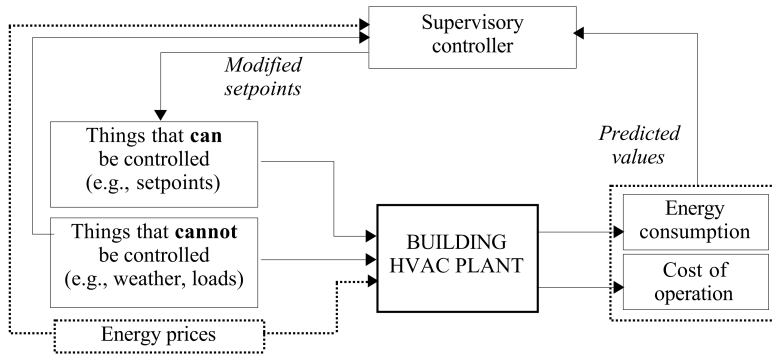 Supervisory
controller
Modified
setpoints
Things that can
be controlled
(e.g., setpoints)
Predicted
values
Things that cannot
be controlled
(e.g., weather, loads)
BUILDING
HVAC PLANT
Energy
consumption
Cost of
operation
Energy prices